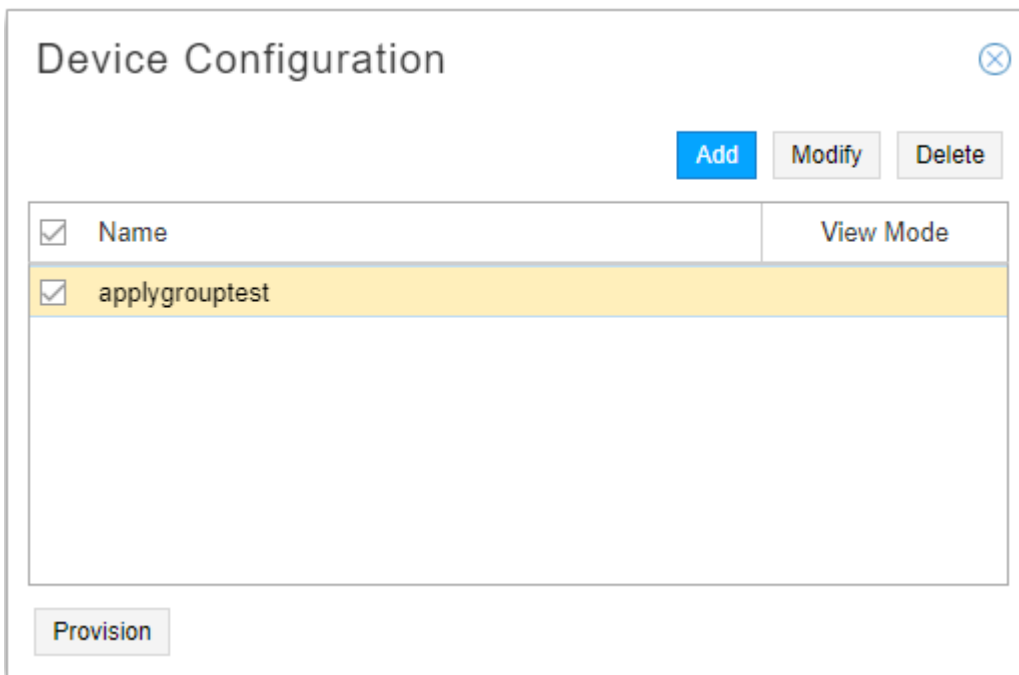 Device Configuration
Add Modify Delete
Name View Mode
applygrouptest
Provision